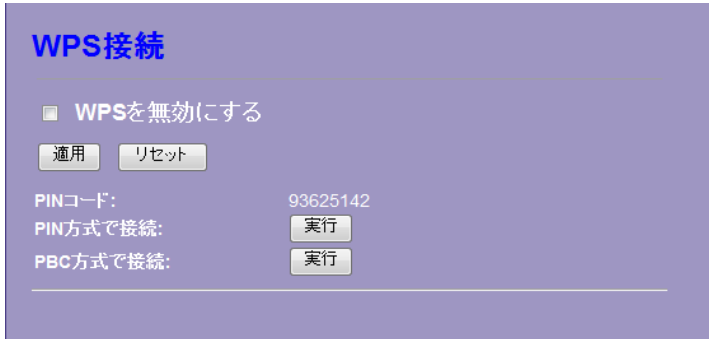 WPS接続
WPSを無効にする
適用 リセット
PINコード: 93625142
PIN方式で接続: 実行
PBC方式で接続: 実行